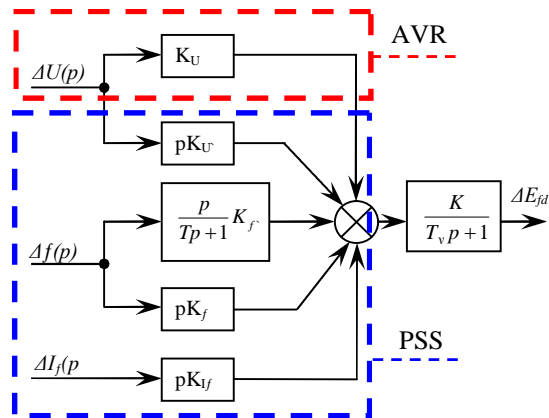 AVR
K_U
ΔU(p)
pK_U`
p / (Tp + 1) K_f`
K / (T_v p + 1)
ΔE_fd
Δf(p)
pK_f
PSS
ΔI_f(p
pK_If